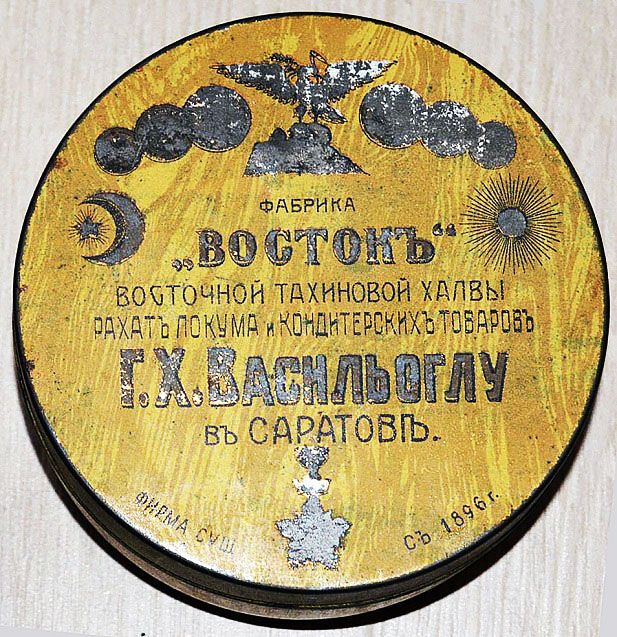 ФАБРИКА
„ВОСТОКЪ“
ВОСТОЧНОЙ ТАХИНОВОЙ ХАЛВЫ
РАХАТЪ ЛОКУМА и КОНДИТЕРСКИХЪ ТОВАРОВЪ
Г.Х.ВАСИЛЬОГЛУ
ВЪ САРАТОВѢ.
ФИРМА СУЩ. СЪ 1896 г.